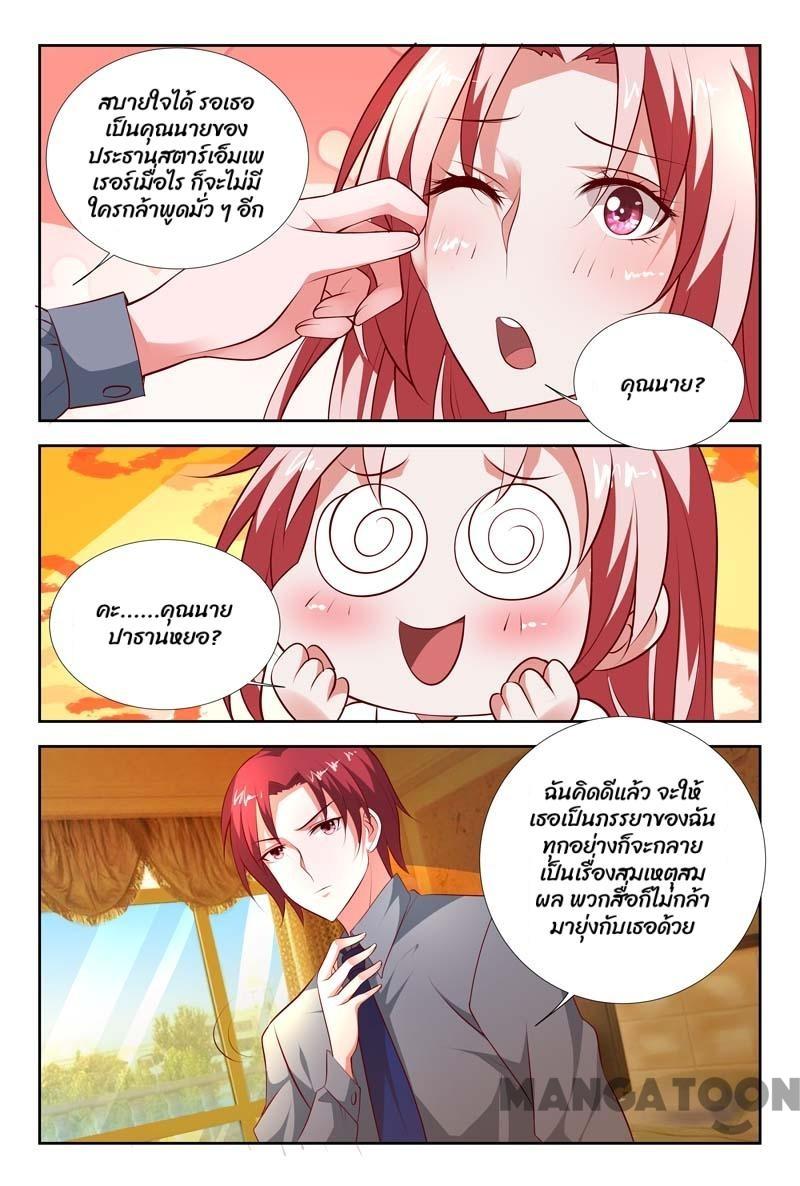 สบายใจได้ รอเธอ
เป็นคุณนายของ
ประธานสตาร์เอ็มเพ
เรอร์เมื่อไร ก็จะไม่มี
ใครกล้าพูดมั่ว ๆ อีก
คุณนาย?
คะ......คุณนาย
ปาธานหยอ?
ฉันคิดดีแล้ว จะให้
เธอเป็นภรรยาของฉัน
ทุกอย่างก็จะกลาย
เป็นเรื่องสมเหตุสม
ผล พวกสื่อก็ไม่กล้า
มายุ่งกับเธอด้วย
MANGATOON